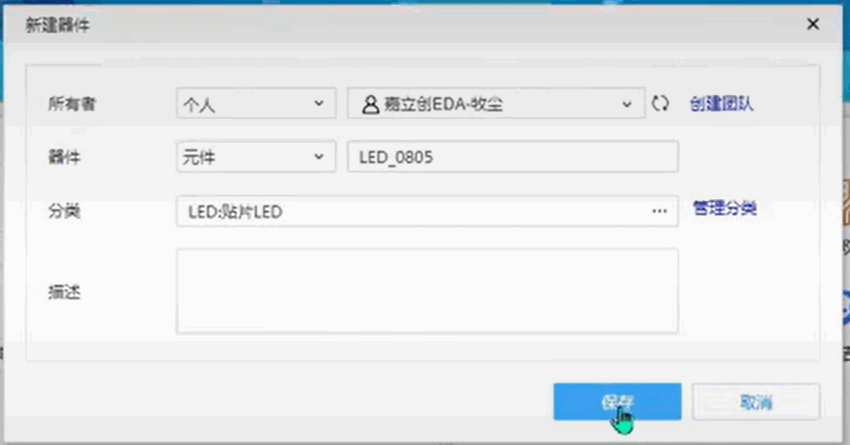 新建器件
所有者 个人 嘉立创EDA-牧尘 创建团队
器件 元件 LED_0805
分类 LED:贴片LED ... 管理分类
描述
保存 取消